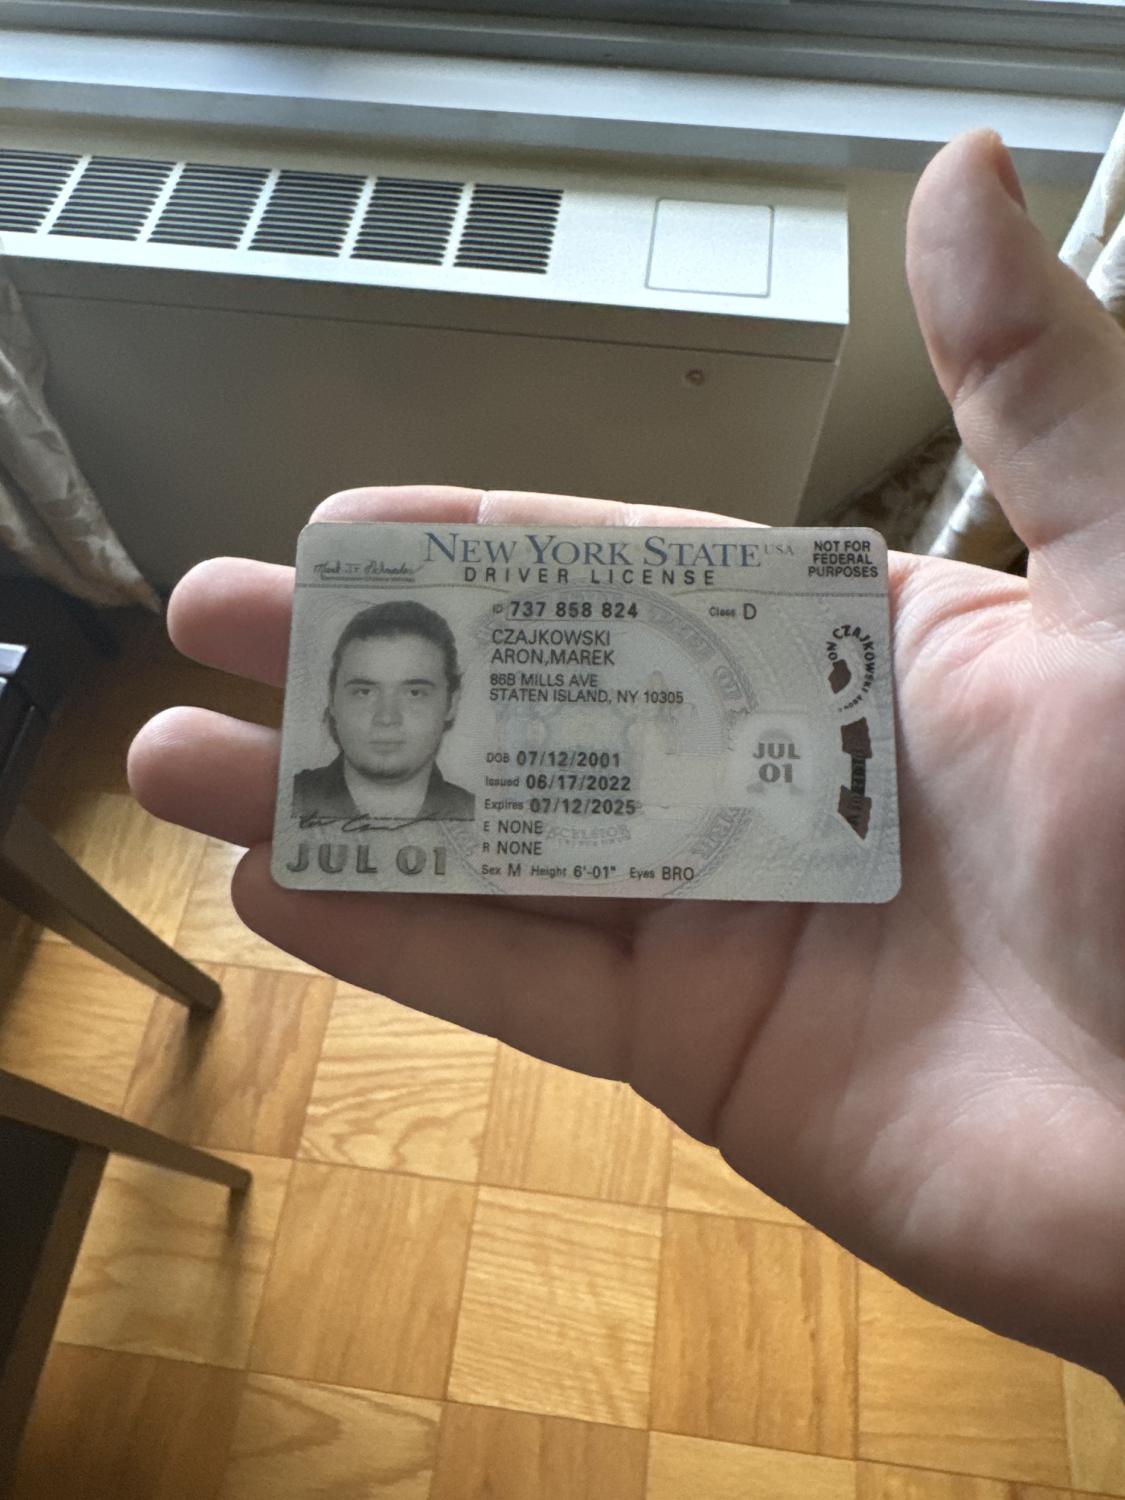 NEW YORK STATE USA
DRIVER LICENSE
NOT FOR
FEDERAL
PURPOSES
ID 737 858 824
Class D
CZAJKOWSKI
ARON,MAREK
86B MILLS AVE
STATEN ISLAND, NY 10305
DOB 07/12/2001
Issued 06/17/2022
Expires 07/12/2025
E NONE
R NONE
Sex M Height 6'-01" Eyes BRO
JUL 01
JUL
01
EXCELSIOR